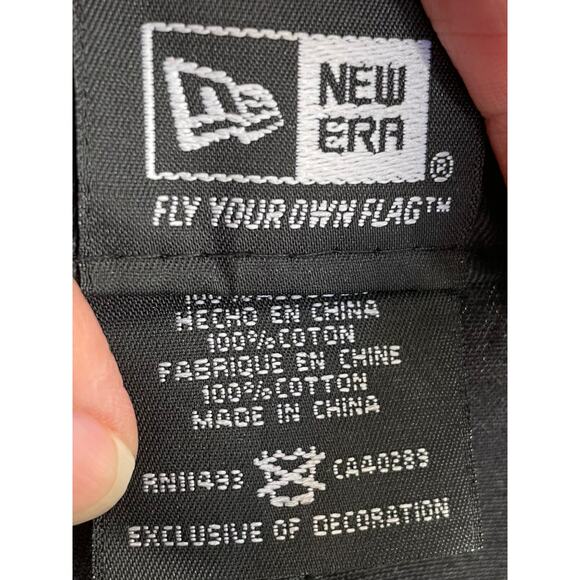 NEW
ERA®
FLY YOUR OWN FLAG™
HECHO EN CHINA
100% COTON
FABRIQUE EN CHINE
100% COTTON
MADE IN CHINA
RN11493 CA40289
EXCLUSIVE OF DECORATION